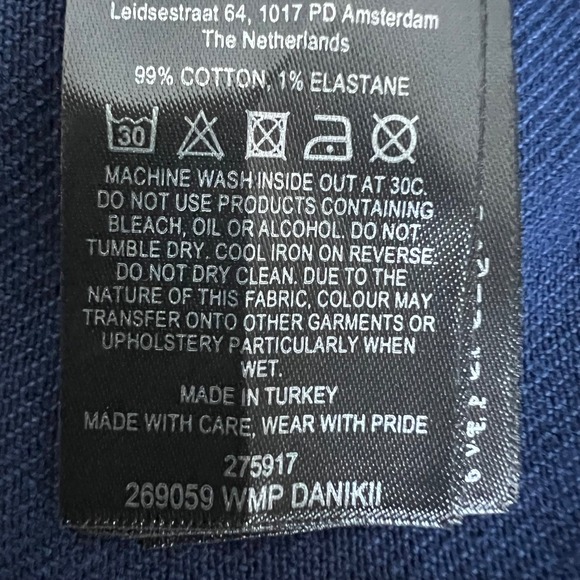 Leidsestraat 64, 1017 PD Amsterdam
The Netherlands
99% COTTON, 1% ELASTANE
30
MACHINE WASH INSIDE OUT AT 30C.
DO NOT USE PRODUCTS CONTAINING
BLEACH, OIL OR ALCOHOL. DO NOT
TUMBLE DRY. COOL IRON ON REVERSE.
DO NOT DRY CLEAN. DUE TO THE
NATURE OF THIS FABRIC, COLOUR MAY
TRANSFER ONTO OTHER GARMENTS OR
UPHOLSTERY PARTICULARLY WHEN
WET.
MADE IN TURKEY
MADE WITH CARE, WEAR WITH PRIDE
275917
269059 WMP DANIKII